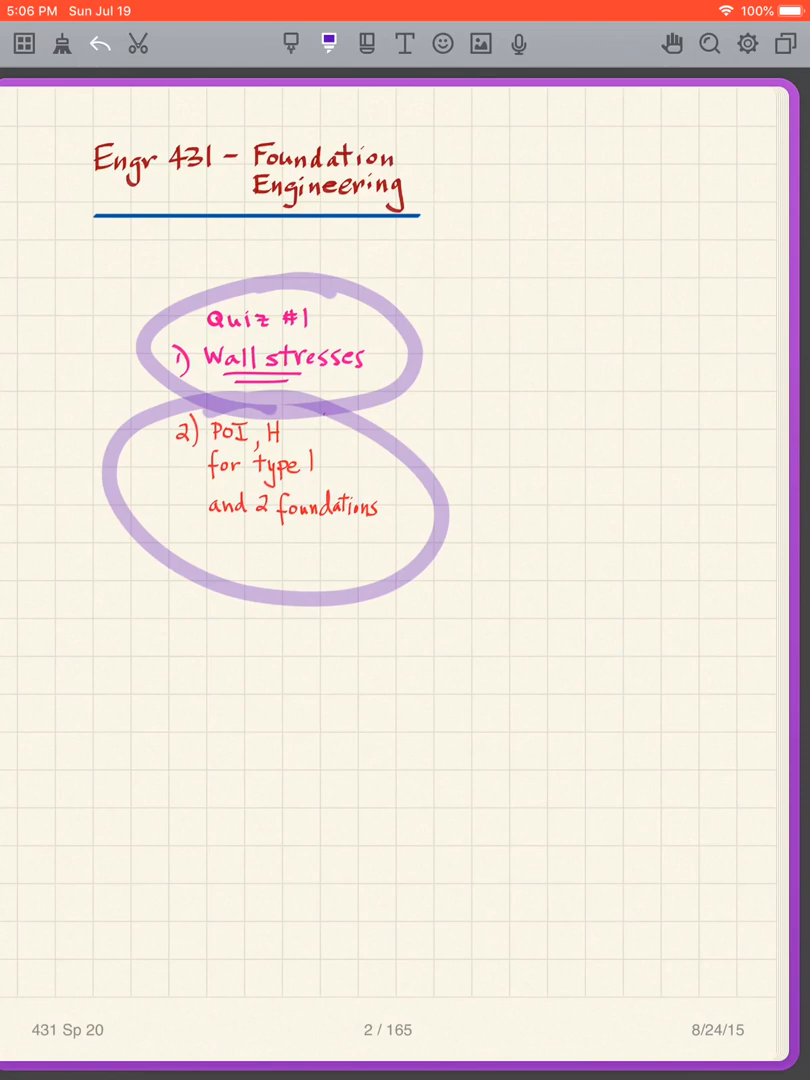 5:06 PM Sun Jul 19
100%
Engr 431 - Foundation
Engineering
Quiz #1
1) Wall stresses
2) PoI, H
for type 1
and 2 foundations
431 Sp 20
2 / 165
8/24/15